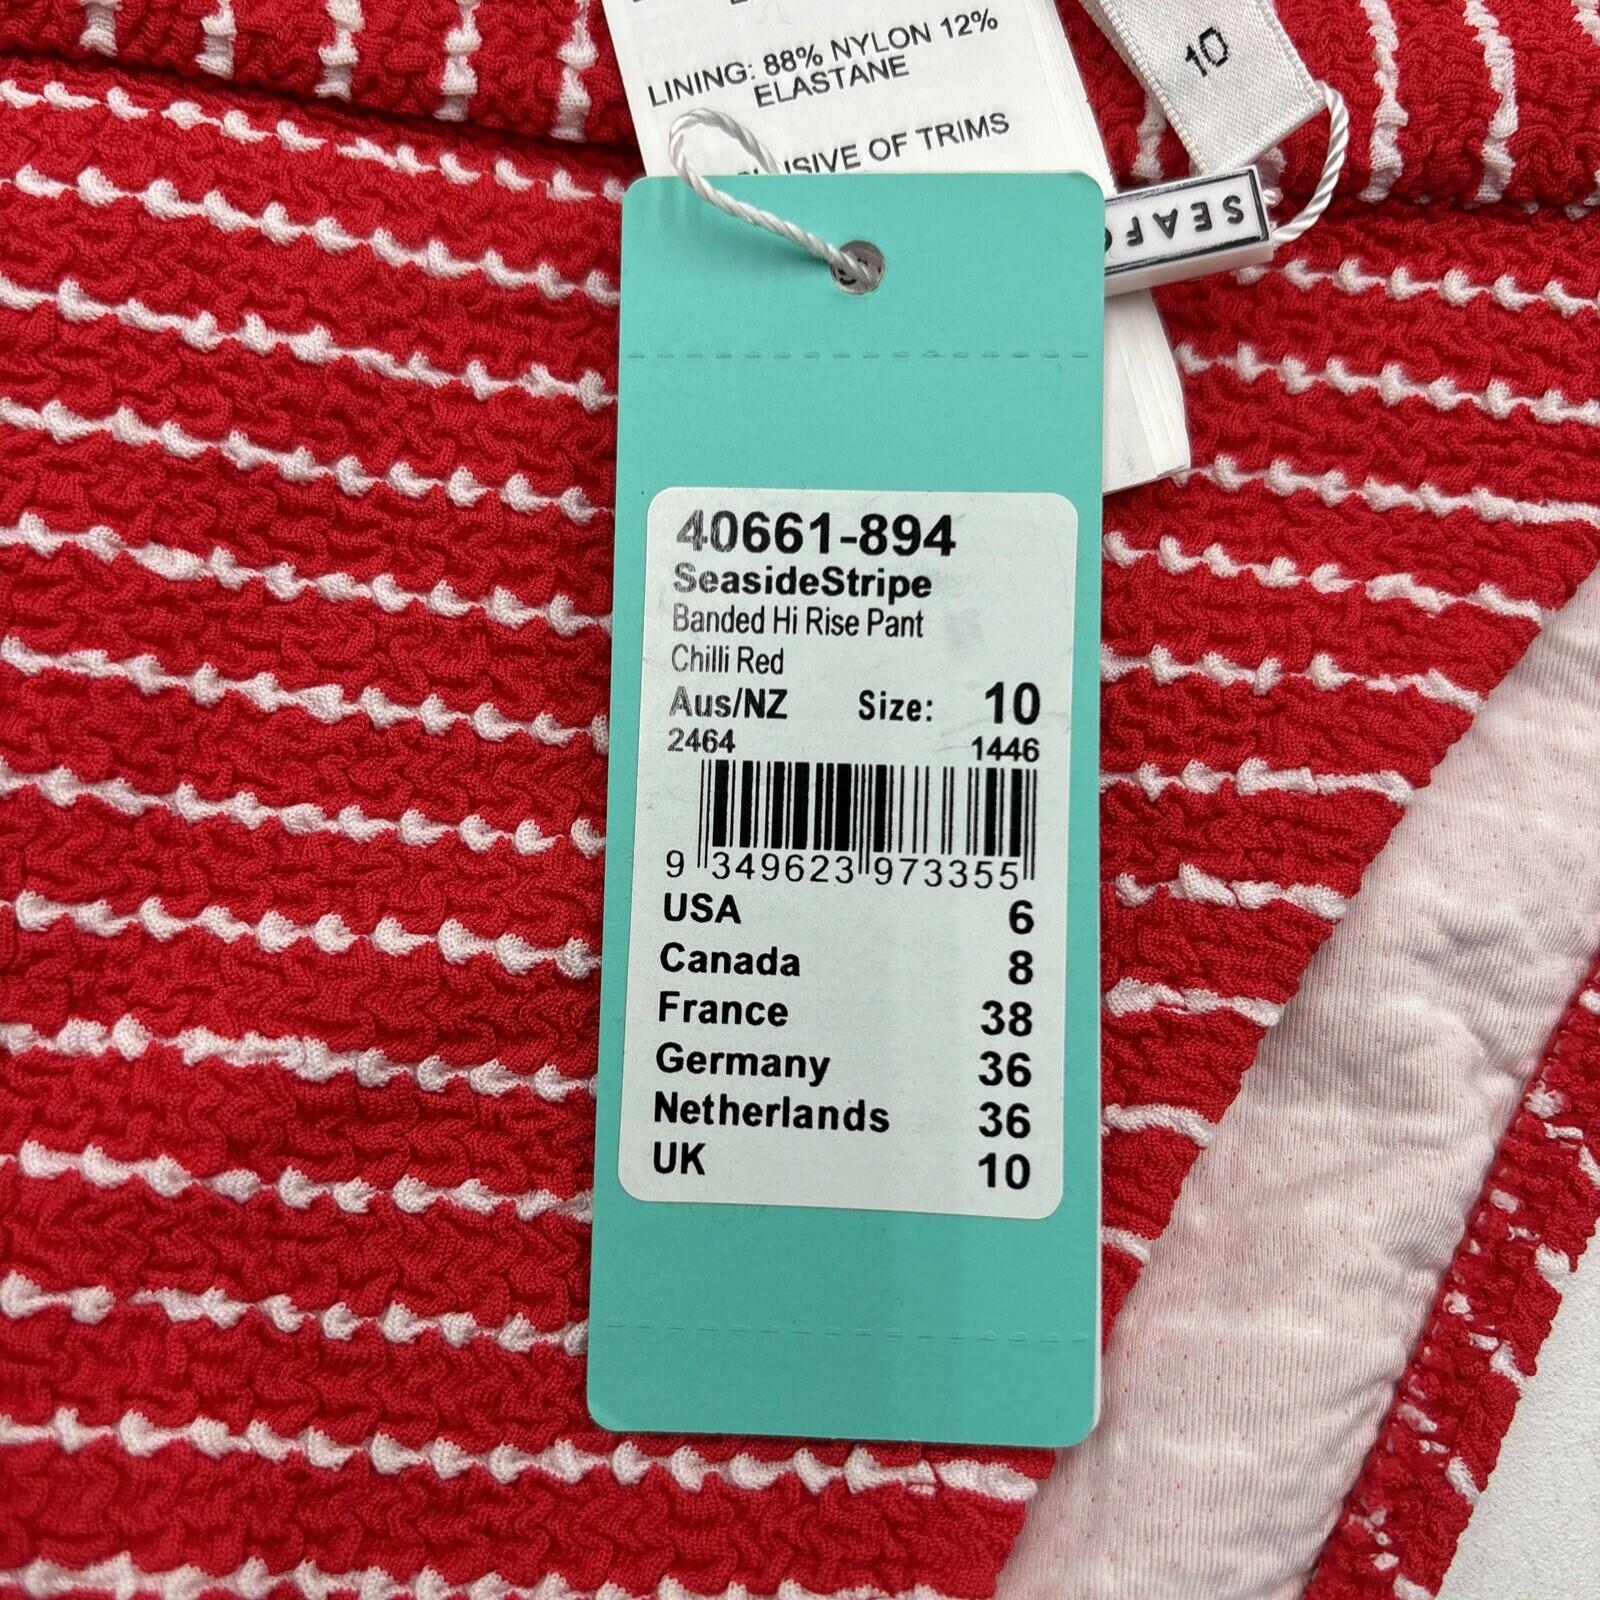 LINING: 88% NYLON 12%
ELASTANE
OF TRIMS
10
40661-894
SeasideStripe
Banded Hi Rise Pant
Chilli Red
Aus/NZ Size: 10
2464 1446
9 349623 973355
USA 6
Canada 8
France 38
Germany 36
Netherlands 36
UK 10